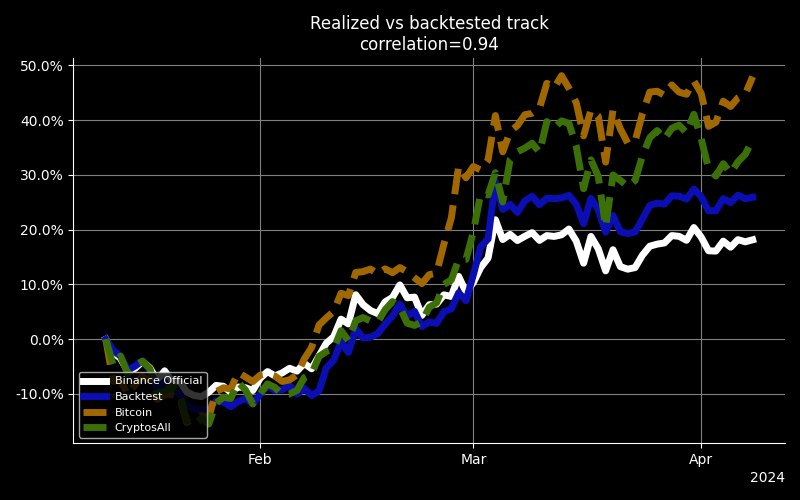 Realized vs backtested track
correlation=0.94
50.0%
40.0%
30.0%
20.0%
10.0%
0.0%
-10.0%
Binance Official
Backtest
Bitcoin
CryptosAll
Feb
Mar
Apr
2024